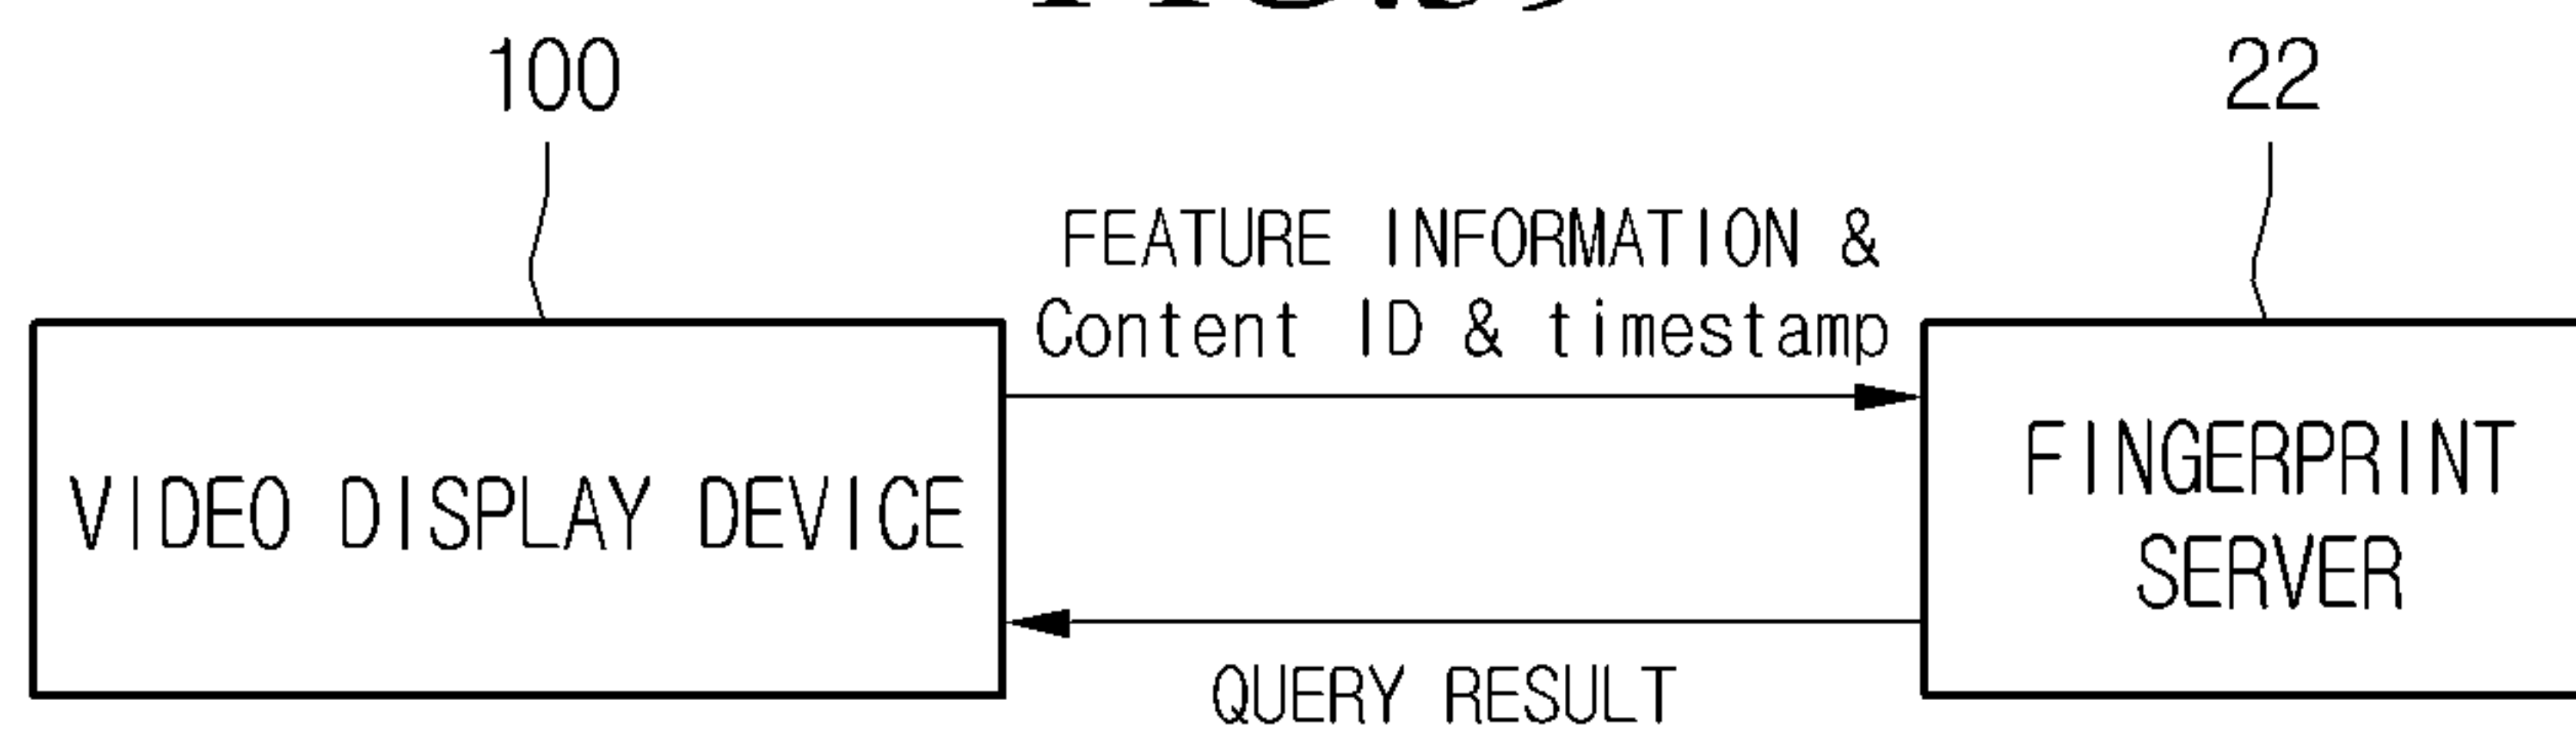 100
22
FEATURE INFORMATION &
Content ID & timestamp
VIDEO DISPLAY DEVICE
FINGERPRINT
SERVER
QUERY RESULT